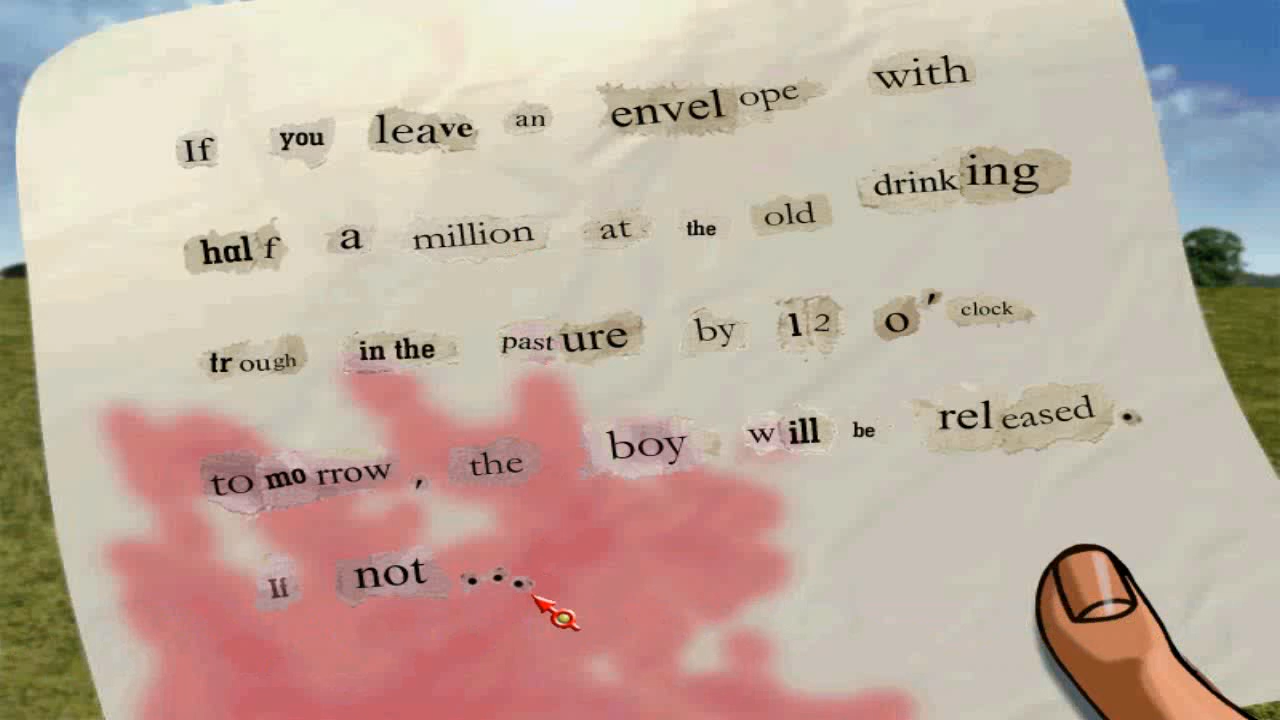 If you leave an envelope with
half a million at the old drinking
trough in the pasture by 12 o'clock
tomorrow, the boy will be released.
If not ...